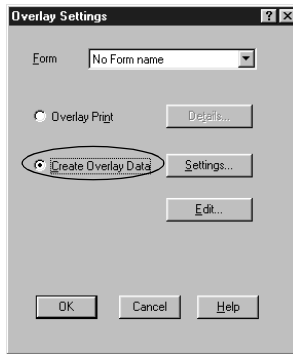 Overlay Settings
Form No Form name
Overlay Print Details...
Create Overlay Data Settings...
Edit...
OK Cancel Help